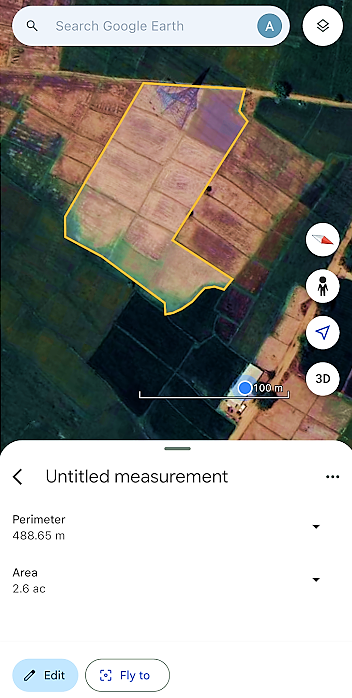 Search Google Earth
A
3D
100 m
Untitled measurement
Perimeter
488.65 m
Area
2.6 ac
Edit
Fly to